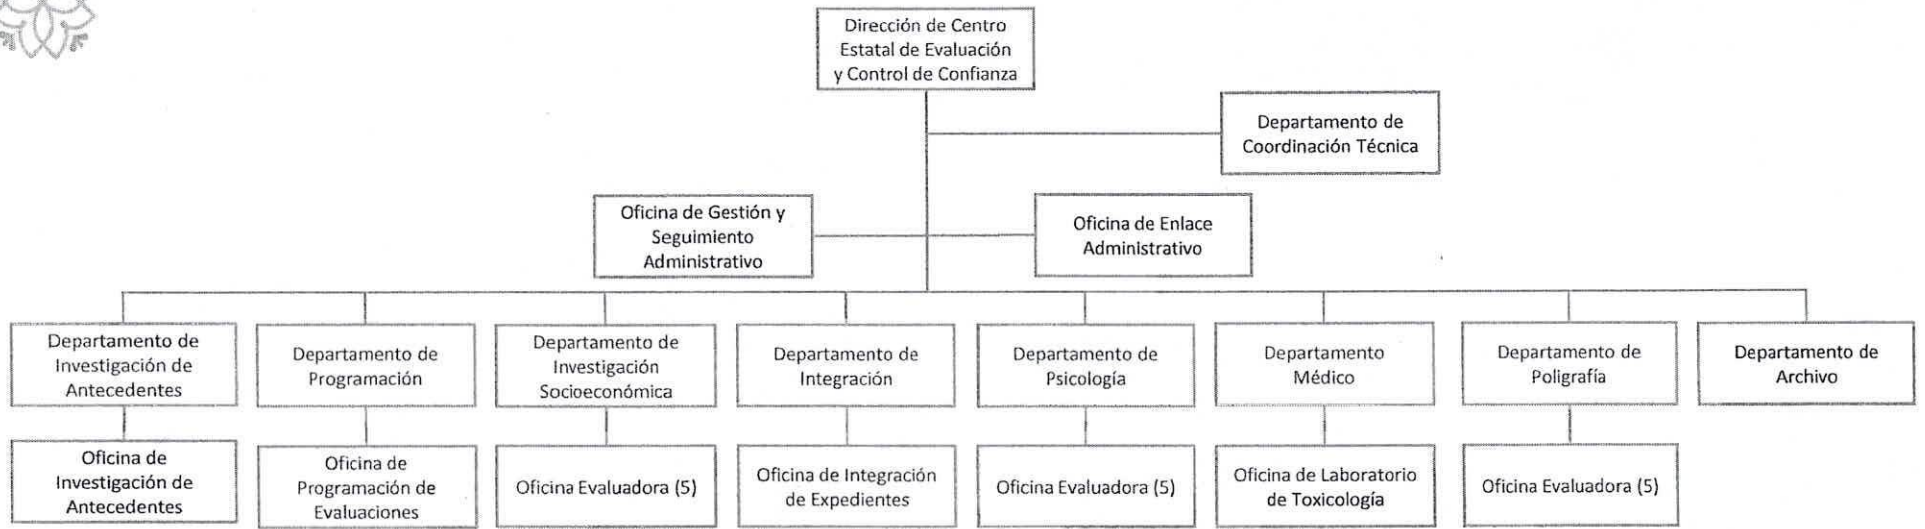 Dirección de Centro
Estatal de Evaluación
y Control de Confianza
Departamento de
Coordinación Técnica
Oficina de Gestión y
Seguimiento
Administrativo
Oficina de Enlace
Administrativo
Departamento de
Investigación de
Antecedentes
Departamento de
Programación
Departamento de
Investigación
Socioeconómica
Departamento de
Integración
Departamento de
Psicología
Departamento
Médico
Departamento de
Poligrafía
Departamento de
Archivo
Oficina de
Investigación de
Antecedentes
Oficina de
Programación de
Evaluaciones
Oficina Evaluadora (5)
Oficina de Integración
de Expedientes
Oficina Evaluadora (5)
Oficina de Laboratorio
de Toxicología
Oficina Evaluadora (5)